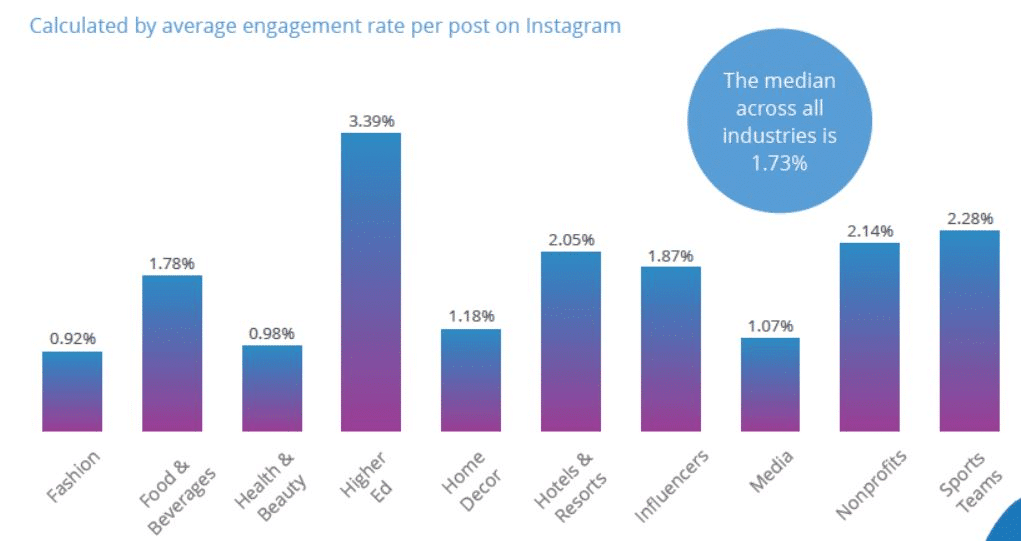 Calculated by average engagement rate per post on Instagram
The median
across all
industries is
1.73%
0.92%
1.78%
0.98%
3.39%
1.18%
2.05%
1.87%
1.07%
2.14%
2.28%
Fashion
Food &
Beverages
Health &
Beauty
Higher
Ed
Home
Decor
Hotels &
Resorts
Influencers
Media
Nonprofits
Sports
Teams